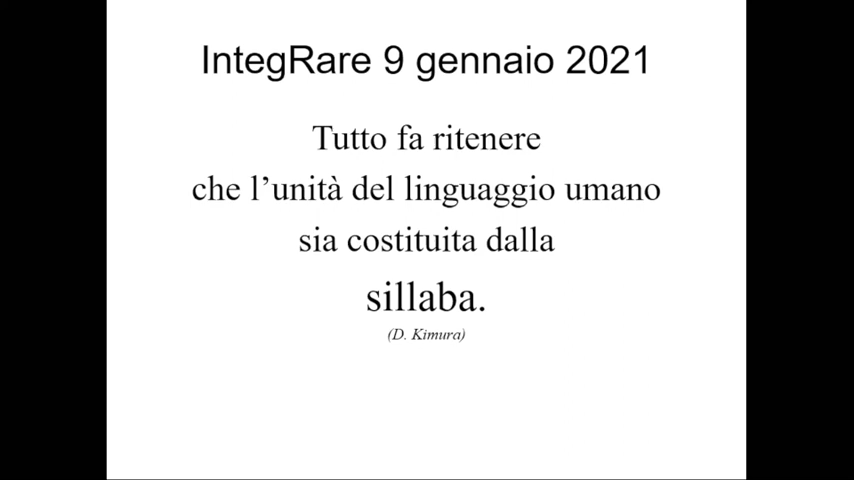 IntegRare 9 gennaio 2021
Tutto fa ritenere
che l’unità del linguaggio umano
sia costituita dalla
sillaba.
(D. Kimura)